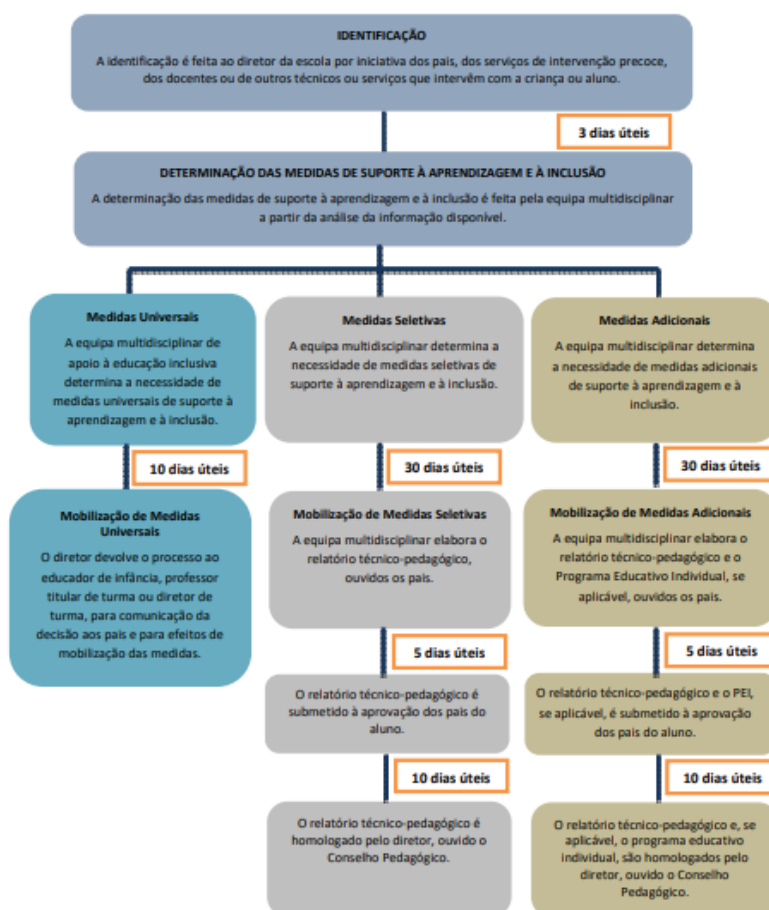 IDENTIFICAÇÃO
A identificação é feita ao diretor da escola por iniciativa dos pais, dos serviços de intervenção precoce,
dos docentes ou de outros técnicos ou serviços que intervêm com a criança ou aluno.
3 dias úteis
DETERMINAÇÃO DAS MEDIDAS DE SUPORTE À APRENDIZAGEM E À INCLUSÃO
A determinação das medidas de suporte à aprendizagem e à inclusão é feita pela equipa multidisciplinar
a partir da análise da informação disponível.
Medidas Universais
A equipa multidisciplinar de
apoio à educação inclusiva
determina a necessidade de
medidas universais de suporte à
aprendizagem e à inclusão.
10 dias úteis
Mobilização de Medidas
Universais
O diretor devolve o processo ao
educador de infância, professor
titular de turma ou diretor de
turma, para comunicação da
decisão aos pais e para efeitos de
mobilização das medidas.
Medidas Seletivas
A equipa multidisciplinar determina a
necessidade de medidas seletivas de
suporte à aprendizagem e à inclusão.
30 dias úteis
Mobilização de Medidas Seletivas
A equipa multidisciplinar elabora o
relatório técnico-pedagógico,
ouvidos os pais.
5 dias úteis
O relatório técnico-pedagógico é
submetido à aprovação dos pais do
aluno.
10 dias úteis
O relatório técnico-pedagógico é
homologado pelo diretor, ouvido o
Conselho Pedagógico.
Medidas Adicionais
A equipa multidisciplinar determina
a necessidade de medidas adicionais
de suporte à aprendizagem e à
inclusão.
30 dias úteis
Mobilização de Medidas Adicionais
A equipa multidisciplinar elabora o
relatório técnico-pedagógico e o
Programa Educativo Individual, se
aplicável, ouvidos os pais.
5 dias úteis
O relatório técnico-pedagógico e o PEI,
se aplicável, é submetido à aprovação
dos pais do aluno.
10 dias úteis
O relatório técnico-pedagógico e, se
aplicável, o programa educativo
individual, são homologados pelo
diretor, ouvido o Conselho
Pedagógico.